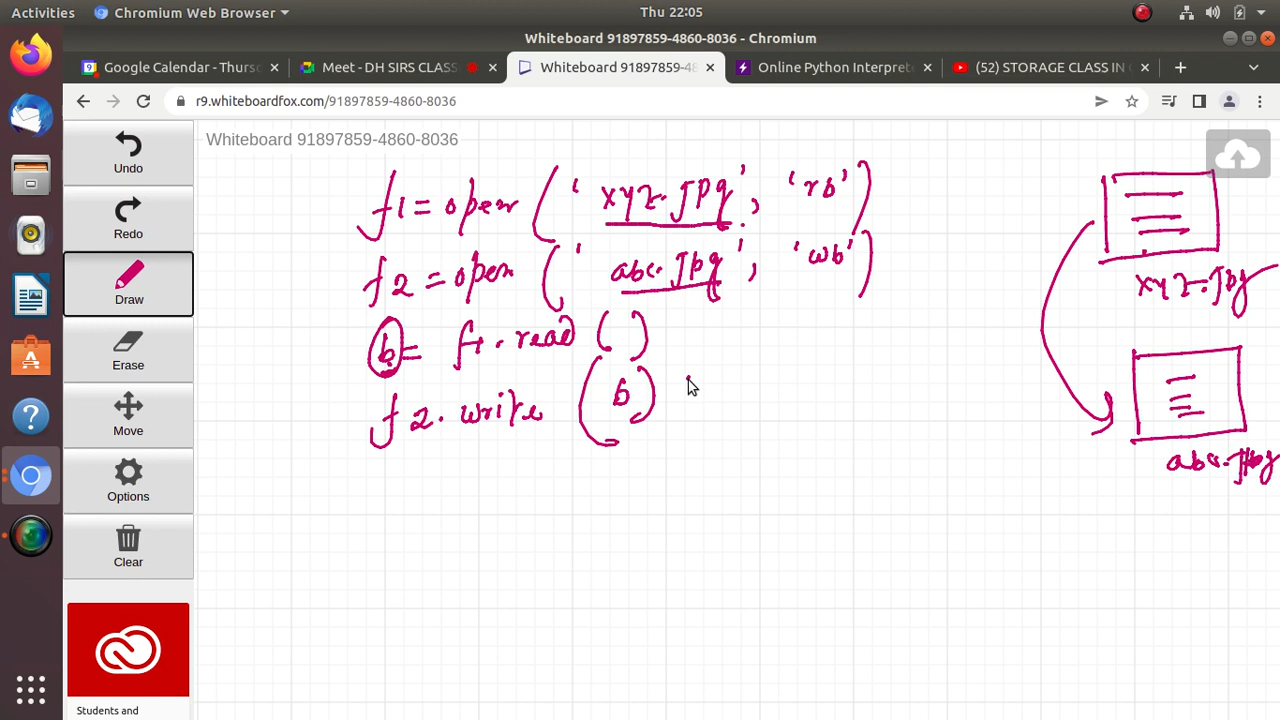 Activities
Chromium Web Browser
Thu 22:05
Whiteboard 91897859-4860-8036 - Chromium
Google Calendar - Thursd
Meet - DH SIRS CLASS
Whiteboard 91897859-48
Online Python Interprete
(52) STORAGE CLASS IN
r9.whiteboardfox.com/91897859-4860-8036
Whiteboard 91897859-4860-8036
Undo
Redo
Draw
Erase
Move
Options
Clear
Students and
f1 = open ( ' xyz.jpg ' , 'rb' )
f2 = open ( ' abc.jpg ' , 'wb' )
b = f1.read ( )
f2.write ( b )
xyz.jpg
abc.jpg